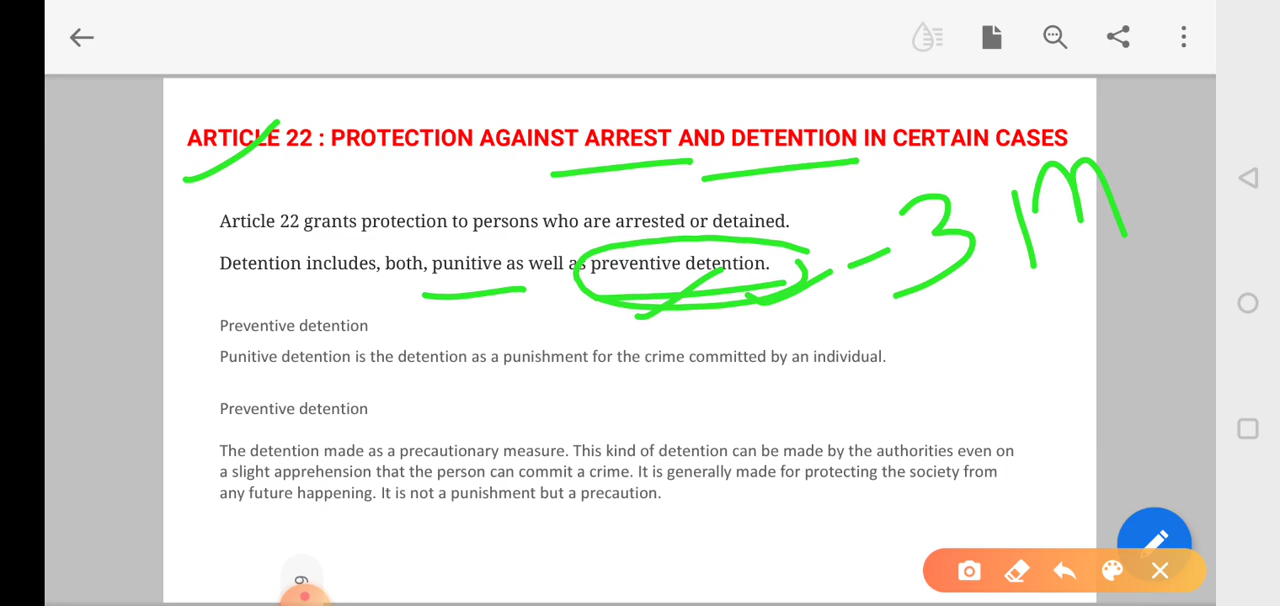 ARTICLE 22 : PROTECTION AGAINST ARREST AND DETENTION IN CERTAIN CASES
Article 22 grants protection to persons who are arrested or detained.
Detention includes, both, punitive as well as preventive detention.
- 3 M
Preventive detention
Punitive detention is the detention as a punishment for the crime committed by an individual.
Preventive detention
The detention made as a precautionary measure. This kind of detention can be made by the authorities even on
a slight apprehension that the person can commit a crime. It is generally made for protecting the society from
any future happening. It is not a punishment but a precaution.
9